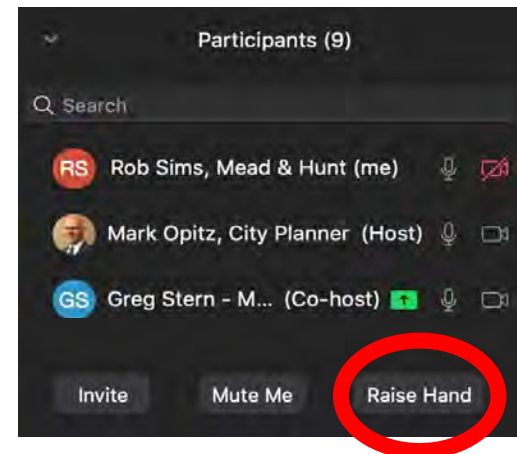 Participants (9)
Search
RS Rob Sims, Mead & Hunt (me)
Mark Opitz, City Planner (Host)
GS Greg Stern - M... (Co-host)
Invite Mute Me Raise Hand